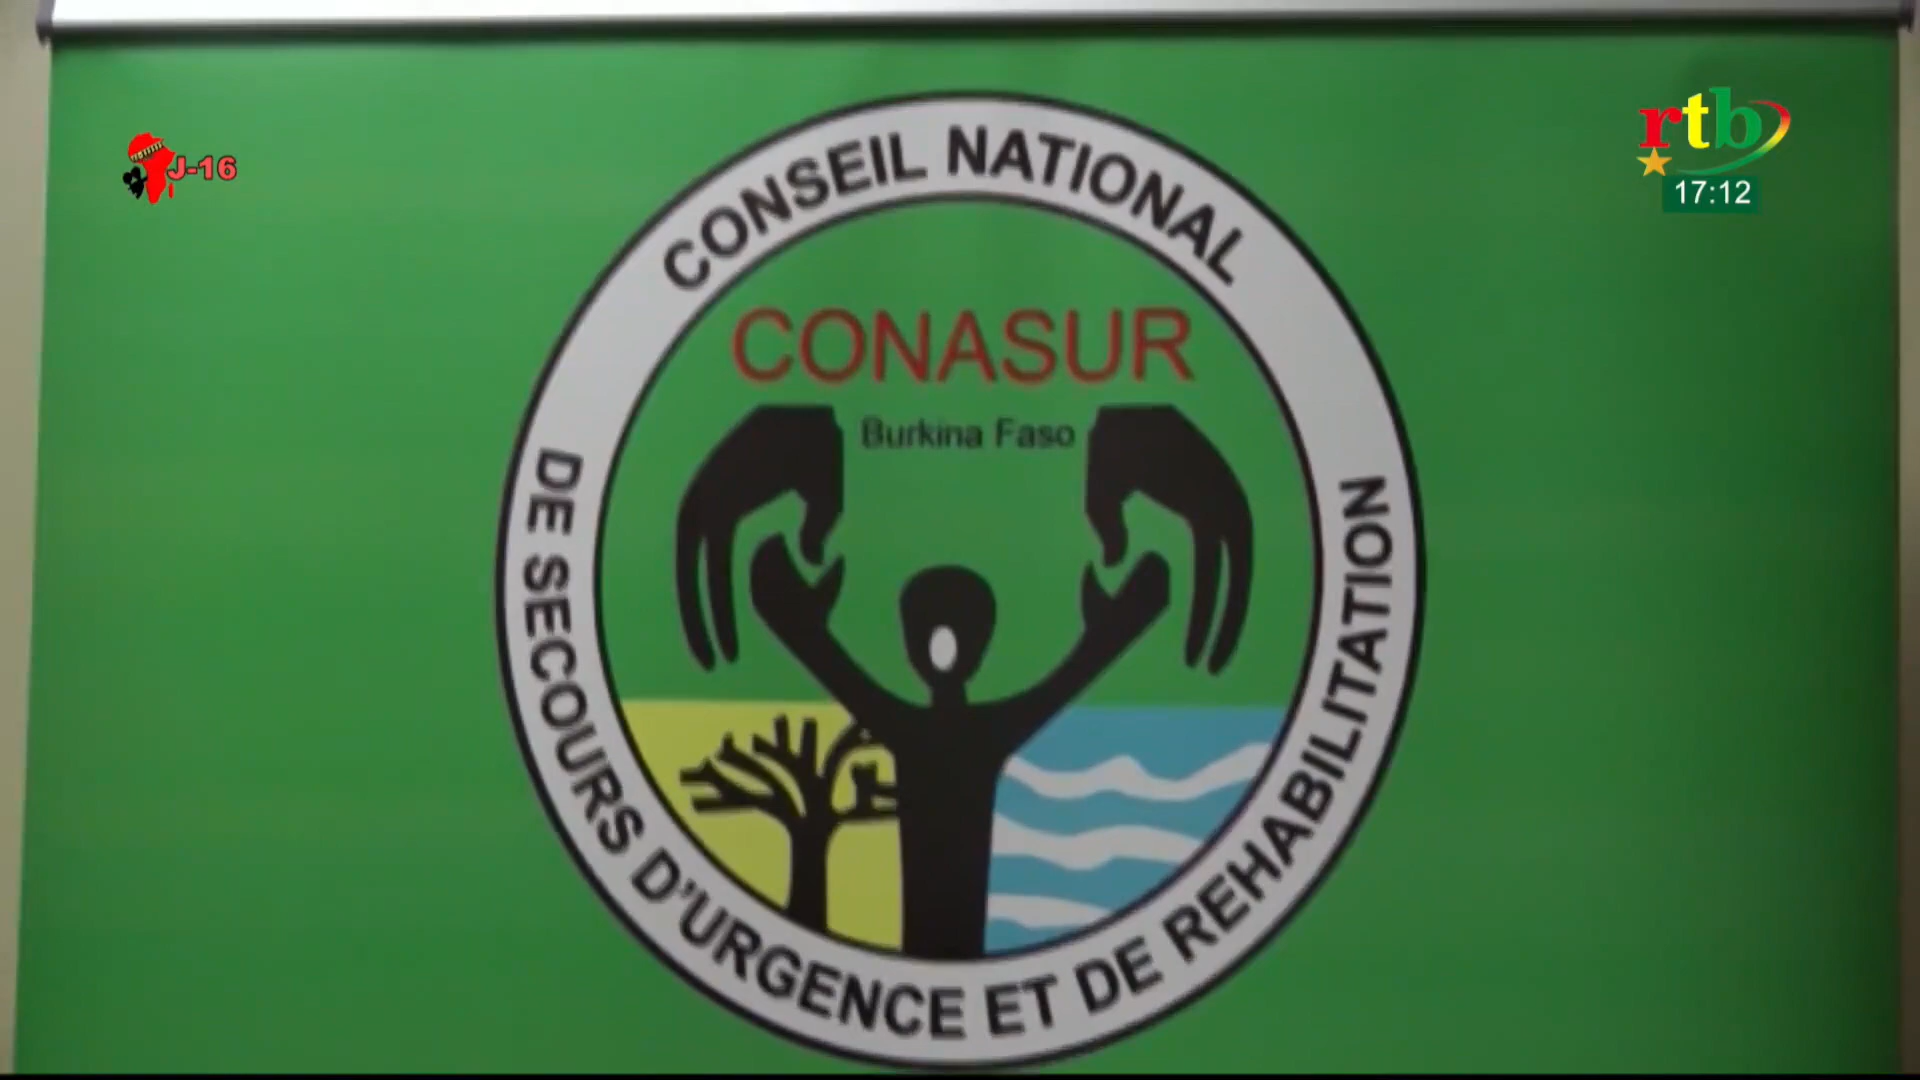 J-16
rtb
17:12
CONSEIL NATIONAL
CONASUR
Burkina Faso
DE SECOURS D'URGENCE ET DE REHABILITATION